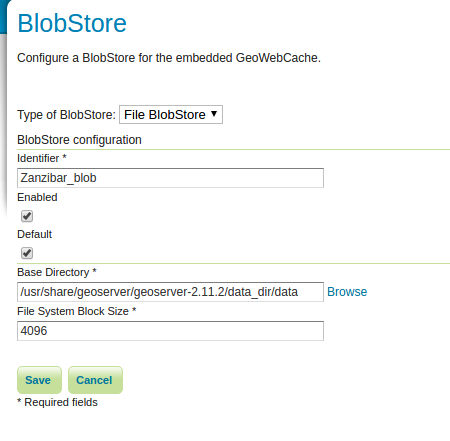 BlobStore
Configure a BlobStore for the embedded GeoWebCache.
Type of BlobStore: File BlobStore
BlobStore configuration
Identifier *
Zanzibar_blob
Enabled
Default
Base Directory *
/usr/share/geoserver/geoserver-2.11.2/data_dir/data Browse
File System Block Size *
4096
Save Cancel
* Required fields